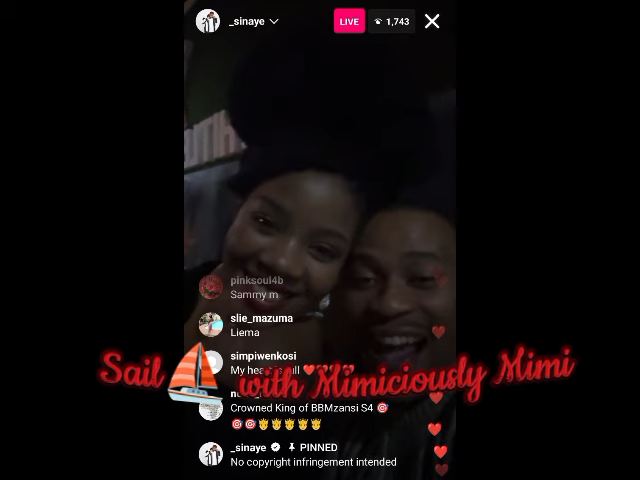 _sinaye
LIVE
1,743
pinksoul4b
Sammy m
slie_mazuma
Liema
simpiwenkosi
Sail with Mimiciously Mimi
Crowned King of BBMzansi S4
_sinaye PINNED
No copyright infringement intended